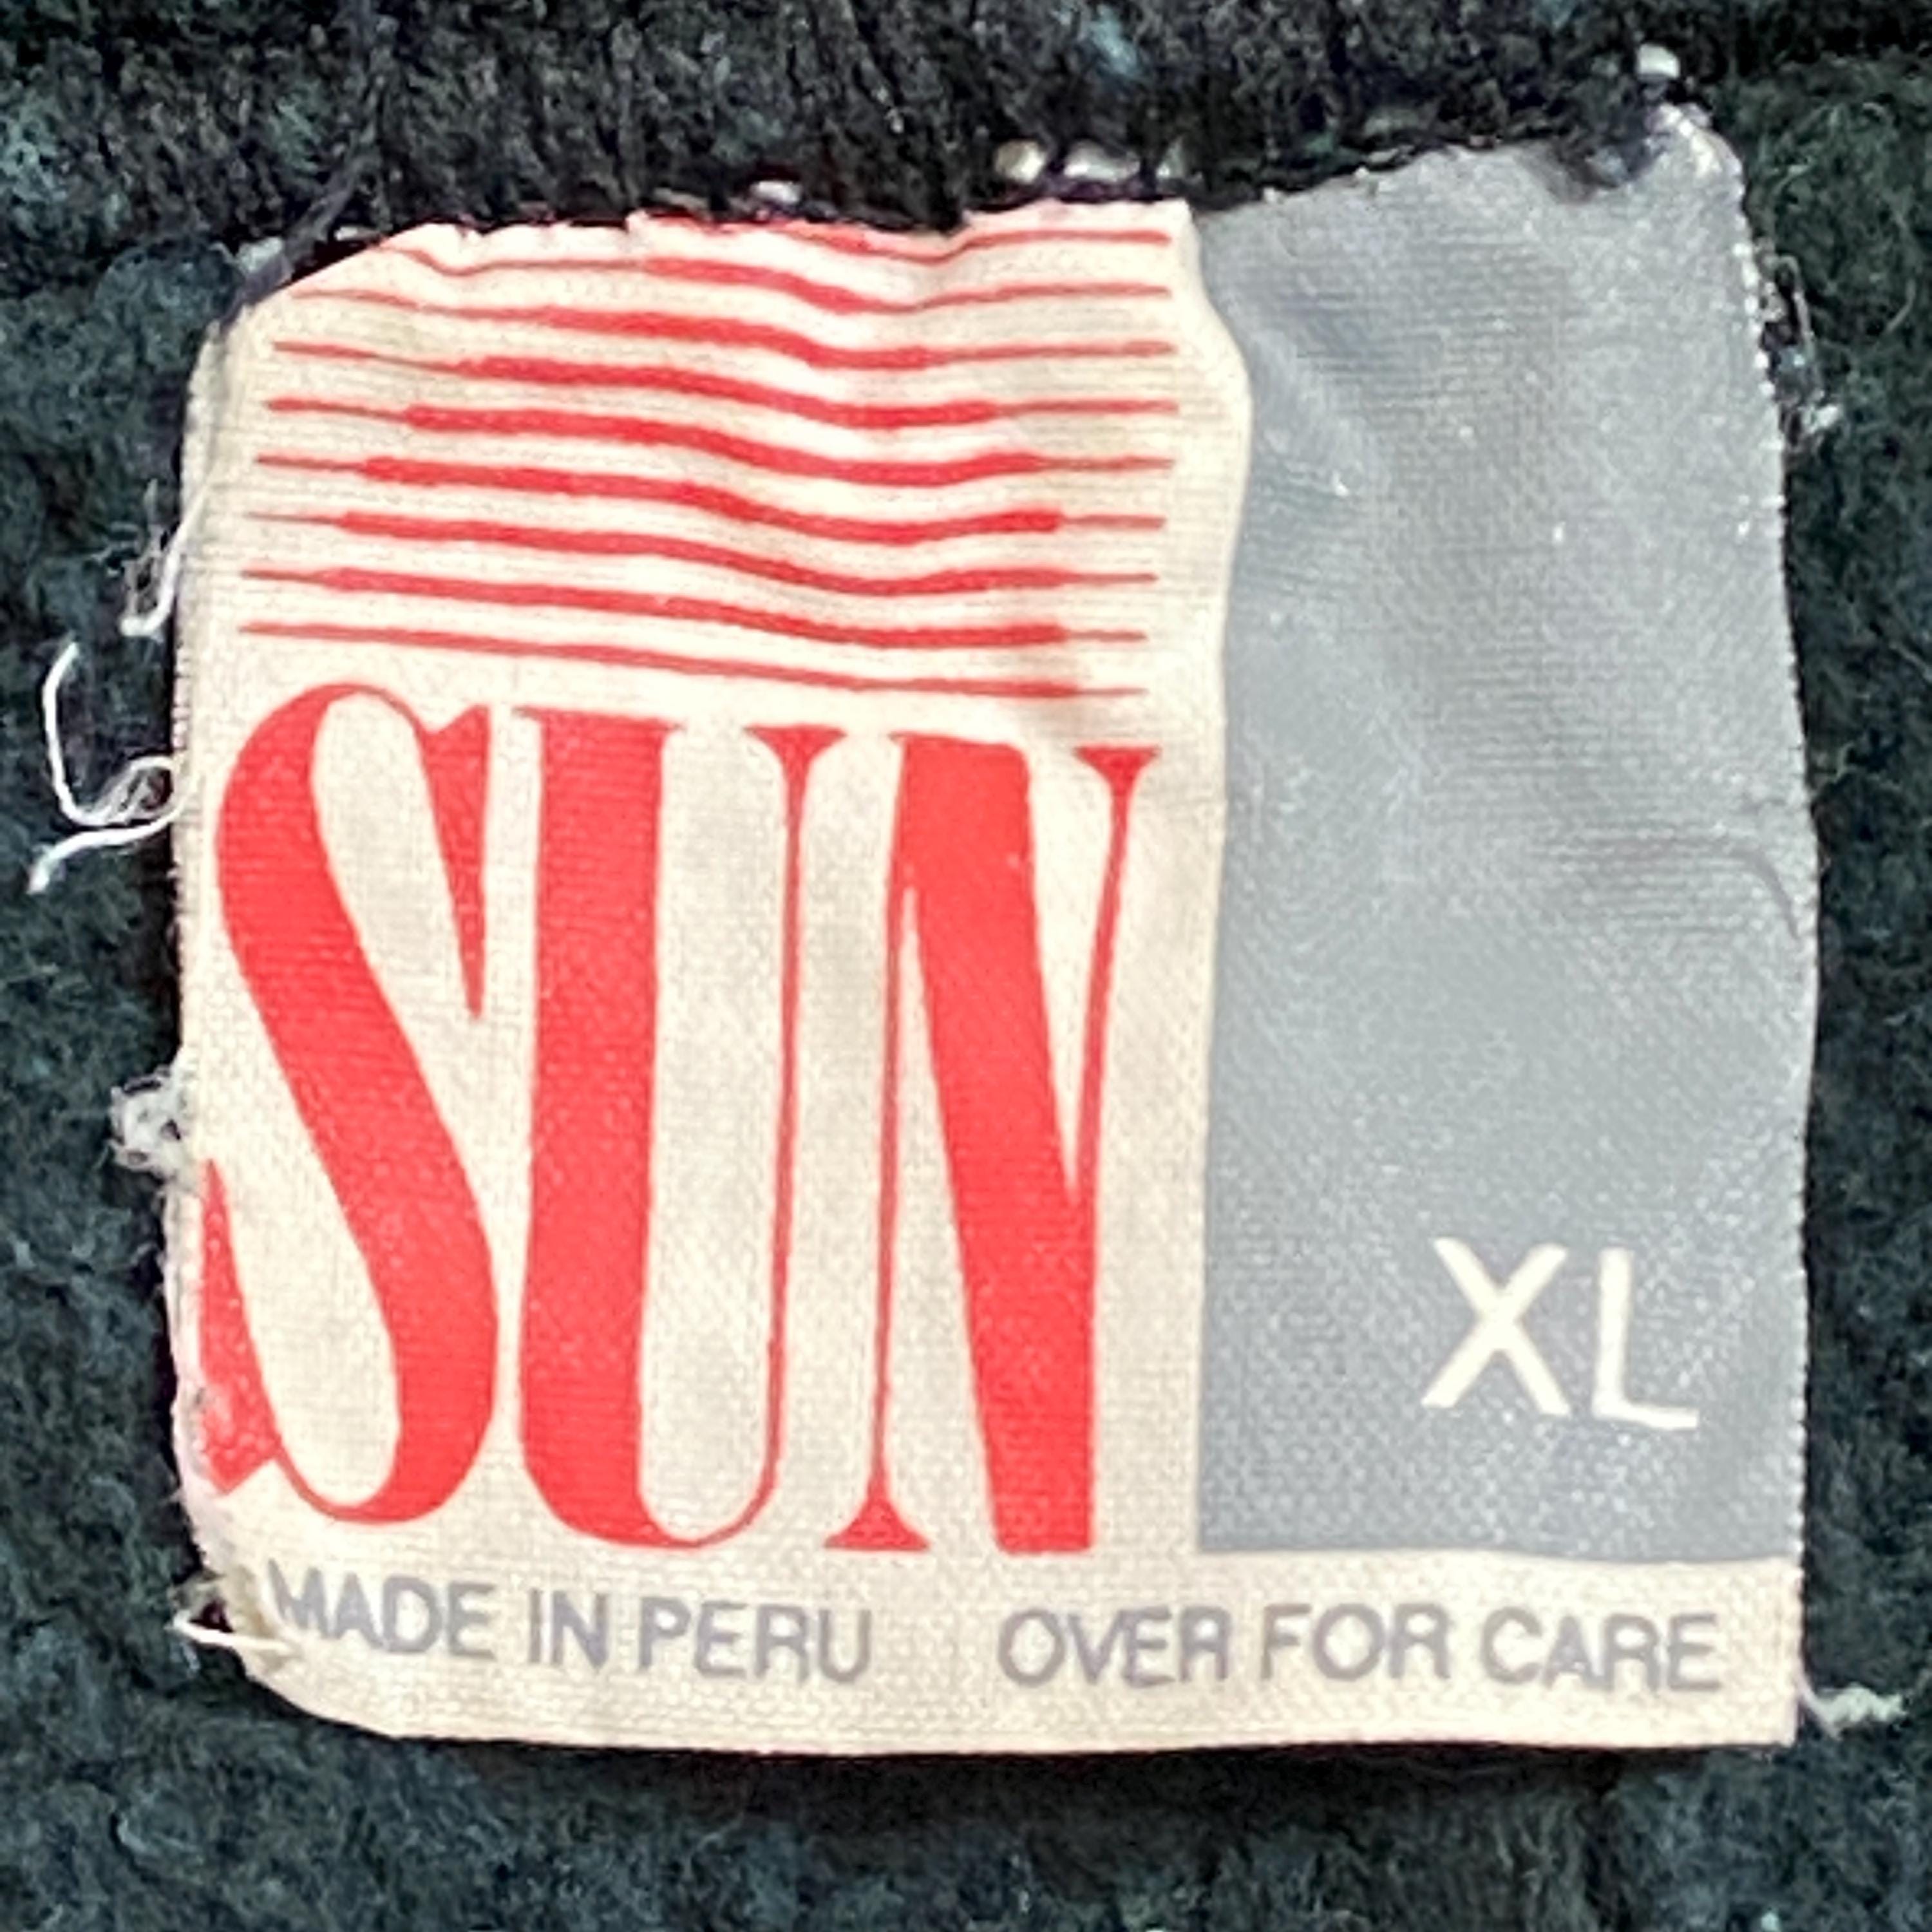 SUN
XL
MADE IN PERU OVER FOR CARE